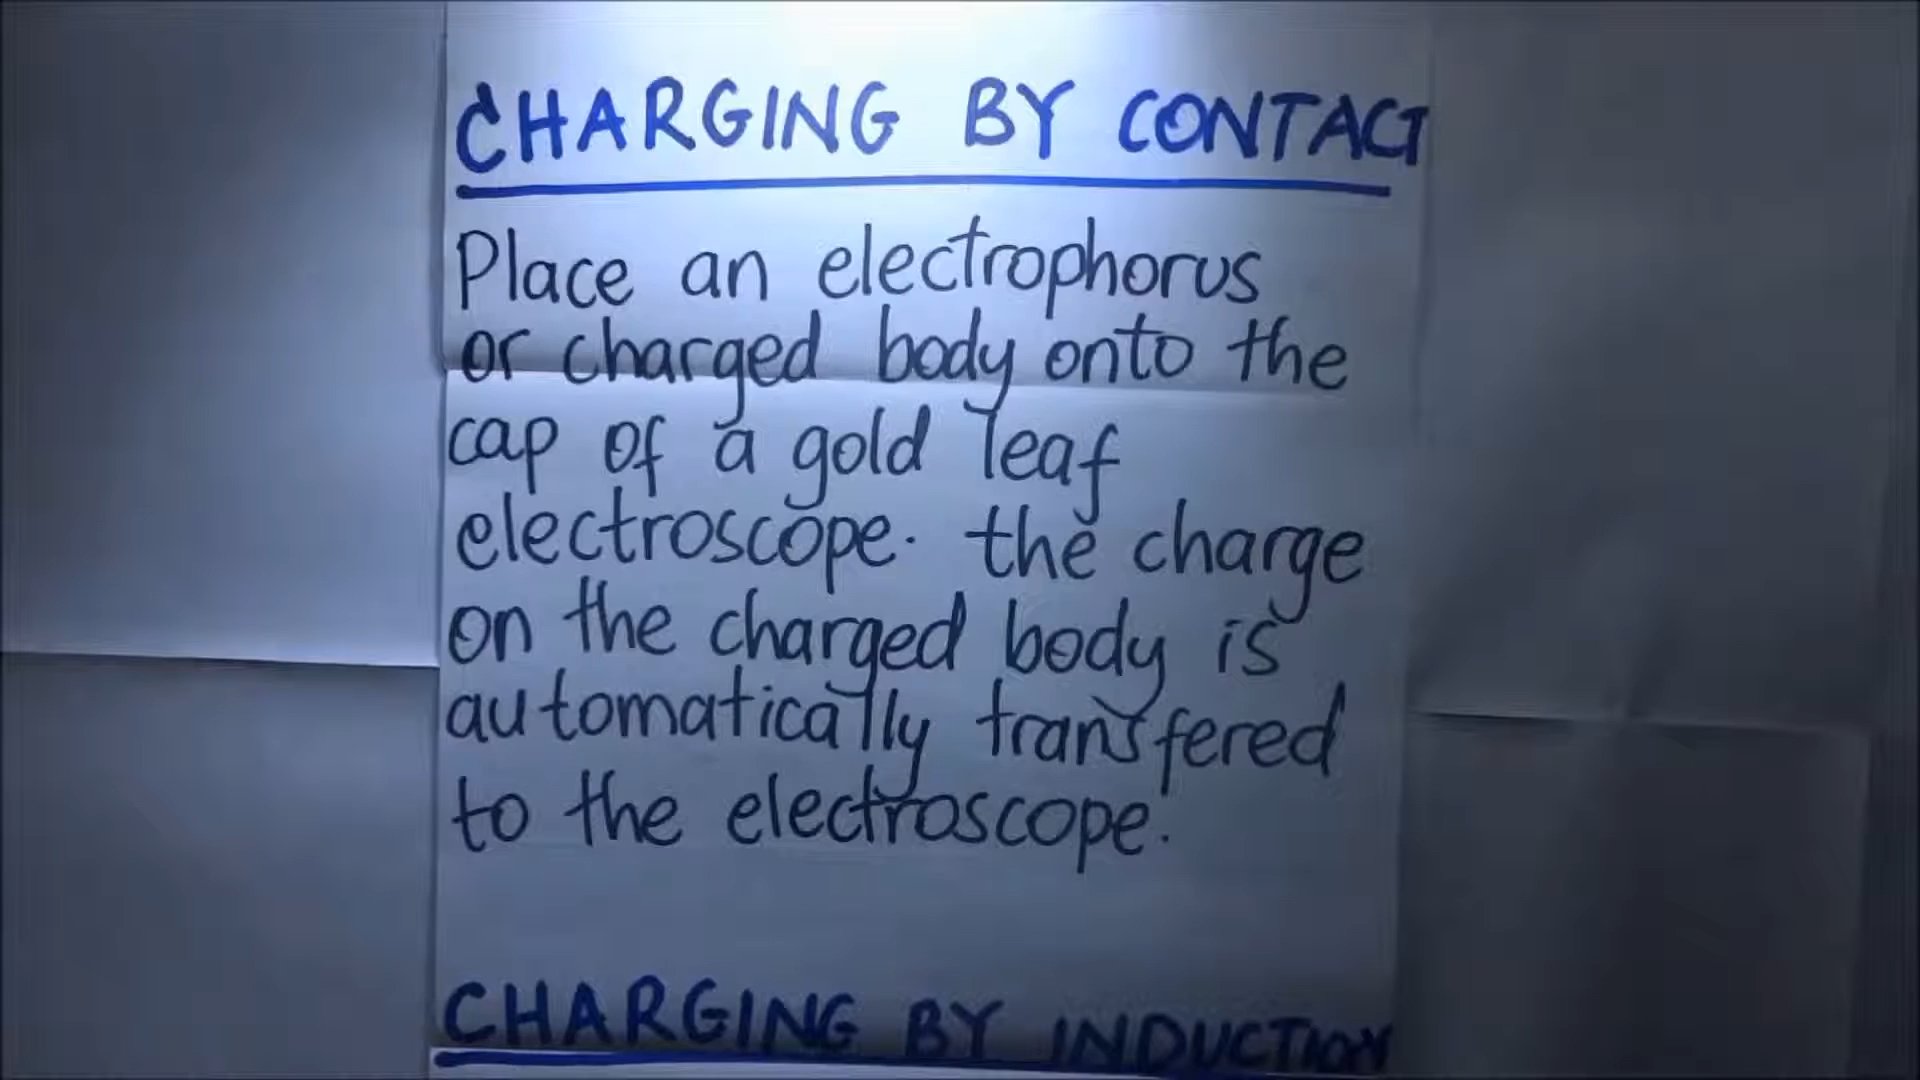 CHARGING BY CONTACT
Place an electrophorus
or charged body onto the
cap of a gold leaf
electroscope. the charge
on the charged body is
automatically transfered
to the electroscope.
CHARGING BY INDUCTION